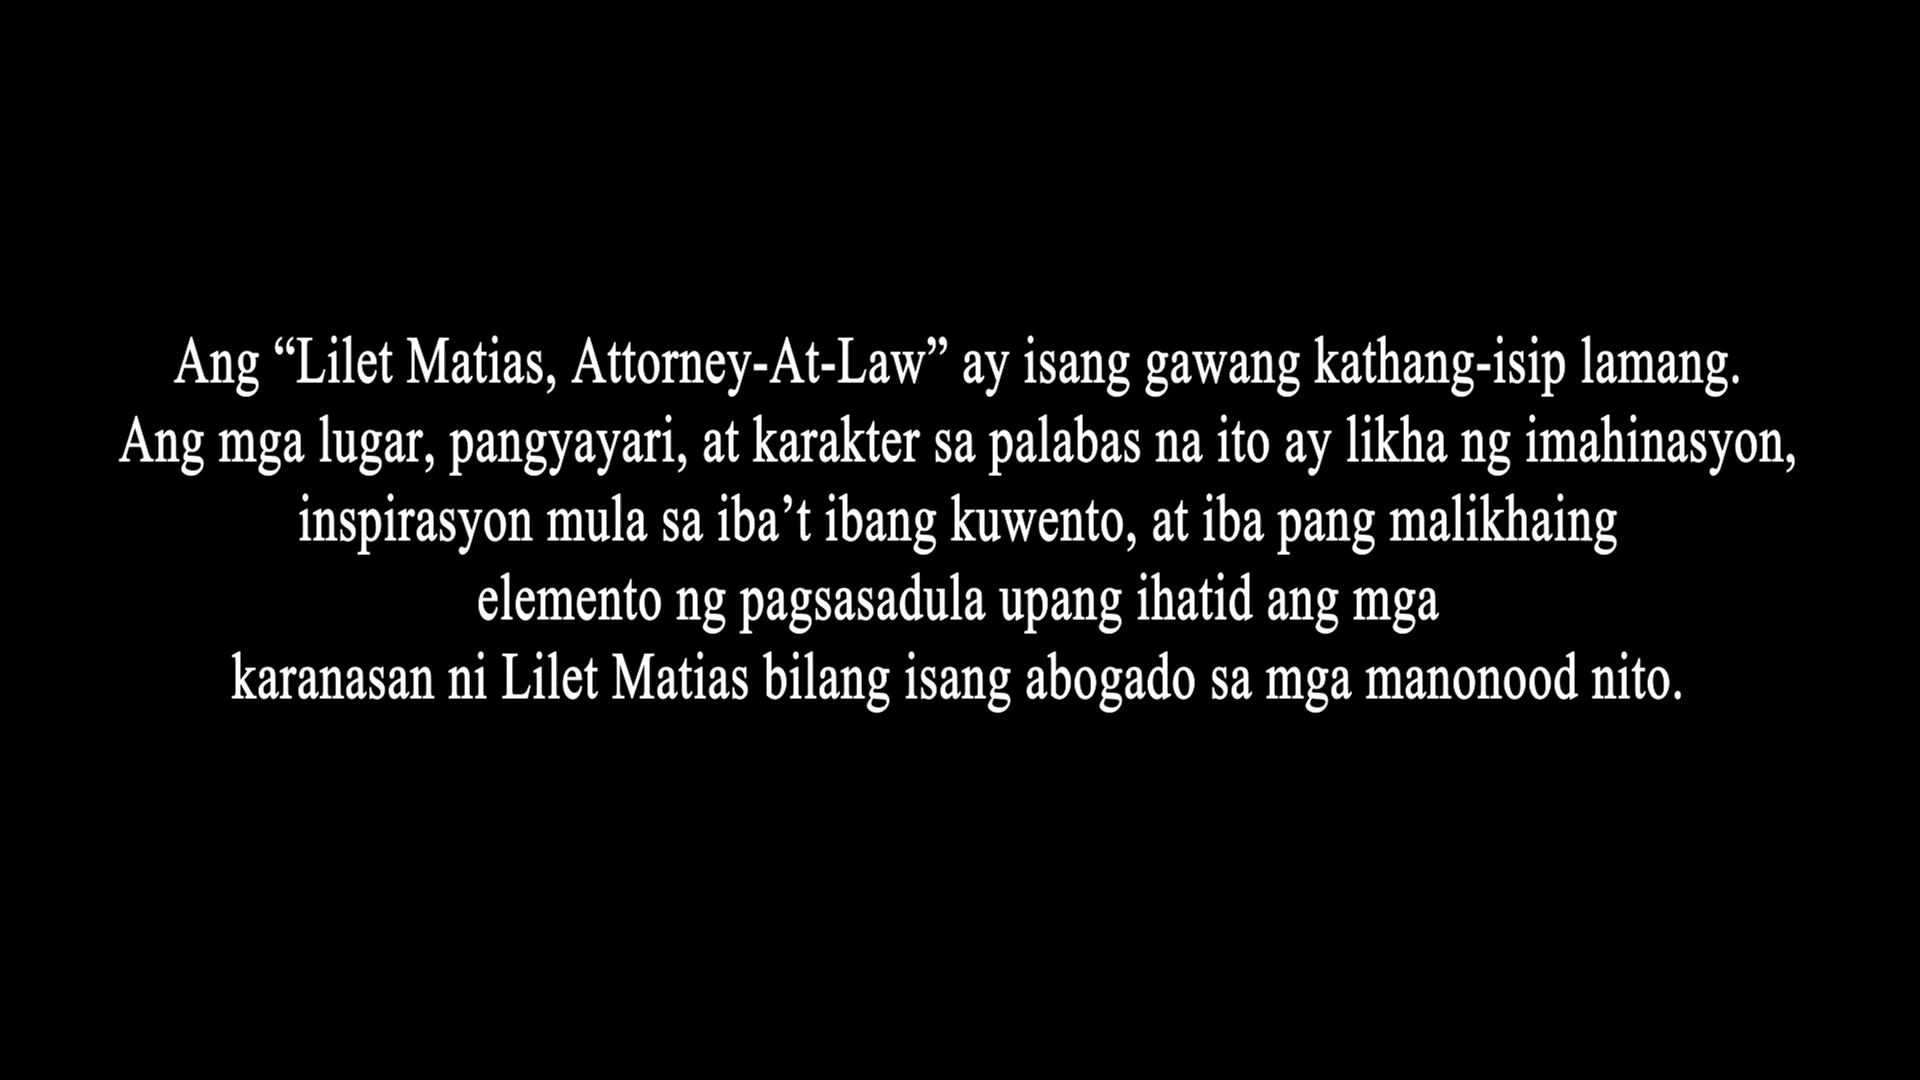 Ang “Lilet Matias, Attorney-At-Law” ay isang gawang kathang-isip lamang.
Ang mga lugar, pangyayari, at karakter sa palabas na ito ay likha ng imahinasyon,
inspirasyon mula sa iba’t ibang kuwento, at iba pang malikhaing
elemento ng pagsasadula upang ihatid ang mga
karanasan ni Lilet Matias bilang isang abogado sa mga manonood nito.